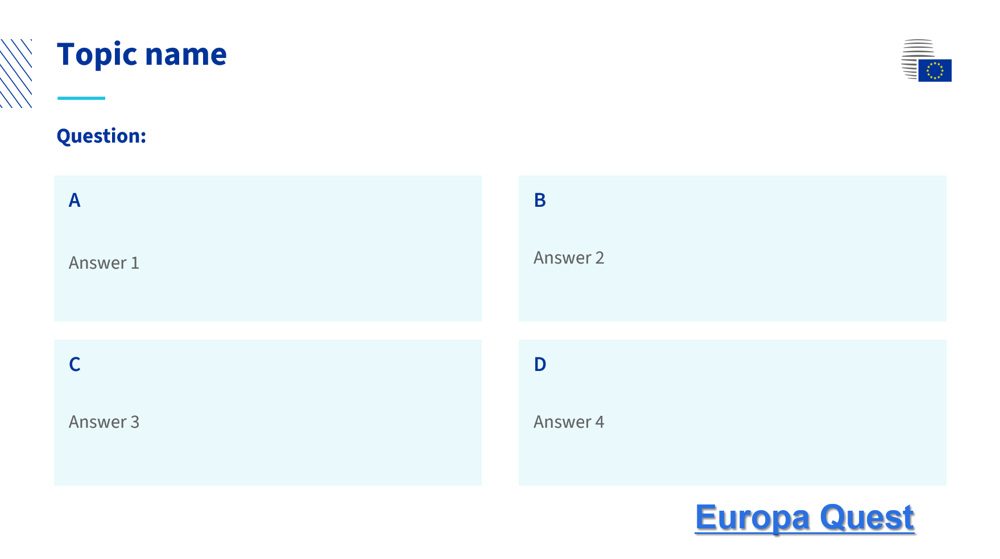 Topic name
Question:
A
Answer 1
B
Answer 2
C
Answer 3
D
Answer 4
Europa Quest